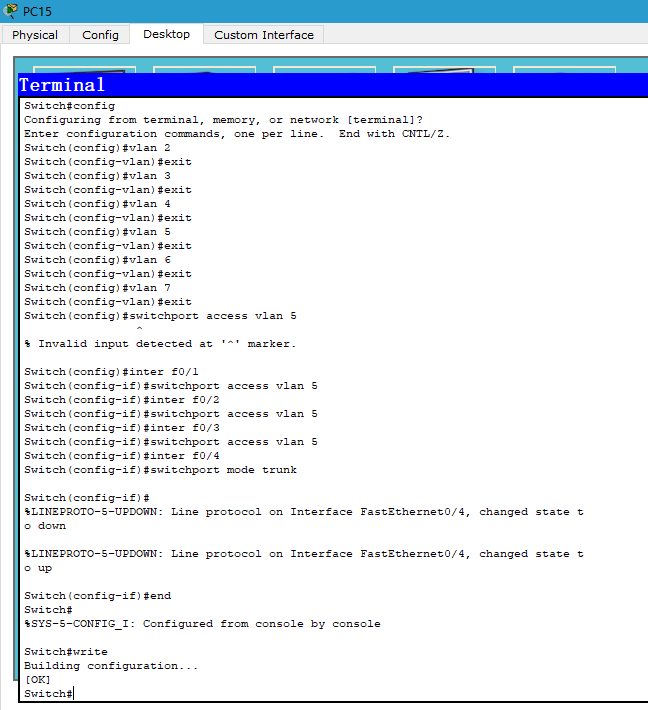 PC15
Physical Config Desktop Custom Interface
Terminal
Switch#config
Configuring from terminal, memory, or network [terminal]?
Enter configuration commands, one per line.  End with CNTL/Z.
Switch(config)#vlan 2
Switch(config-vlan)#exit
Switch(config)#vlan 3
Switch(config-vlan)#exit
Switch(config)#vlan 4
Switch(config-vlan)#exit
Switch(config)#vlan 5
Switch(config-vlan)#exit
Switch(config)#vlan 6
Switch(config-vlan)#exit
Switch(config)#vlan 7
Switch(config-vlan)#exit
Switch(config)#switchport access vlan 5
^
% Invalid input detected at '^' marker.
Switch(config)#inter f0/1
Switch(config-if)#switchport access vlan 5
Switch(config-if)#inter f0/2
Switch(config-if)#switchport access vlan 5
Switch(config-if)#inter f0/3
Switch(config-if)#switchport access vlan 5
Switch(config-if)#inter f0/4
Switch(config-if)#switchport mode trunk
Switch(config-if)#
%LINEPROTO-5-UPDOWN: Line protocol on Interface FastEthernet0/4, changed state t
o down
%LINEPROTO-5-UPDOWN: Line protocol on Interface FastEthernet0/4, changed state t
o up
Switch(config-if)#end
Switch#
%SYS-5-CONFIG_I: Configured from console by console
Switch#write
Building configuration...
[OK]
Switch#